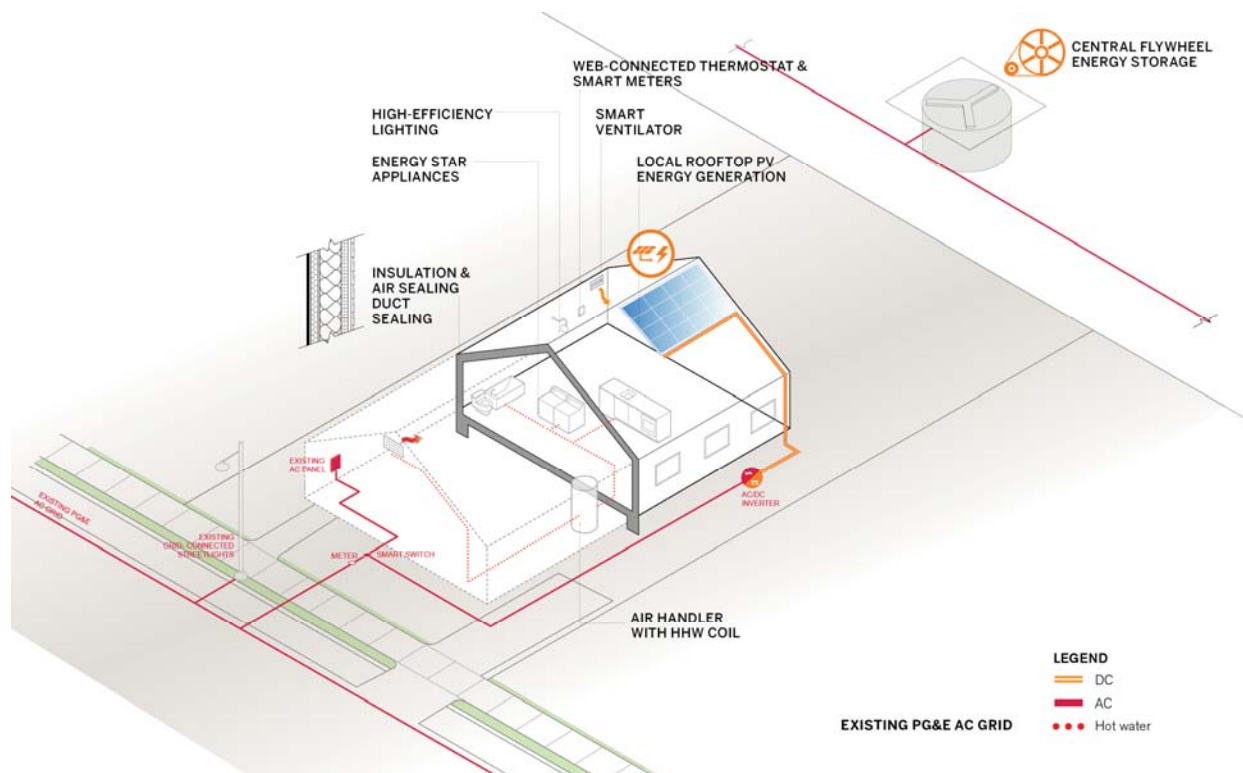 CENTRAL FLYWHEEL
ENERGY STORAGE
WEB-CONNECTED THERMOSTAT &
SMART METERS
HIGH-EFFICIENCY
LIGHTING
SMART
VENTILATOR
ENERGY STAR
APPLIANCES
LOCAL ROOFTOP PV
ENERGY GENERATION
INSULATION &
AIR SEALING
DUCT
SEALING
EXISTING
AC PANEL
AC/DC
INVERTER
EXISTING PG&E
AC GRID
EXISTING
GRID-CONNECTED
STREETLIGHTS
METER
SMART SWITCH
AIR HANDLER
WITH HHW COIL
LEGEND
DC
AC
Hot water
EXISTING PG&E AC GRID